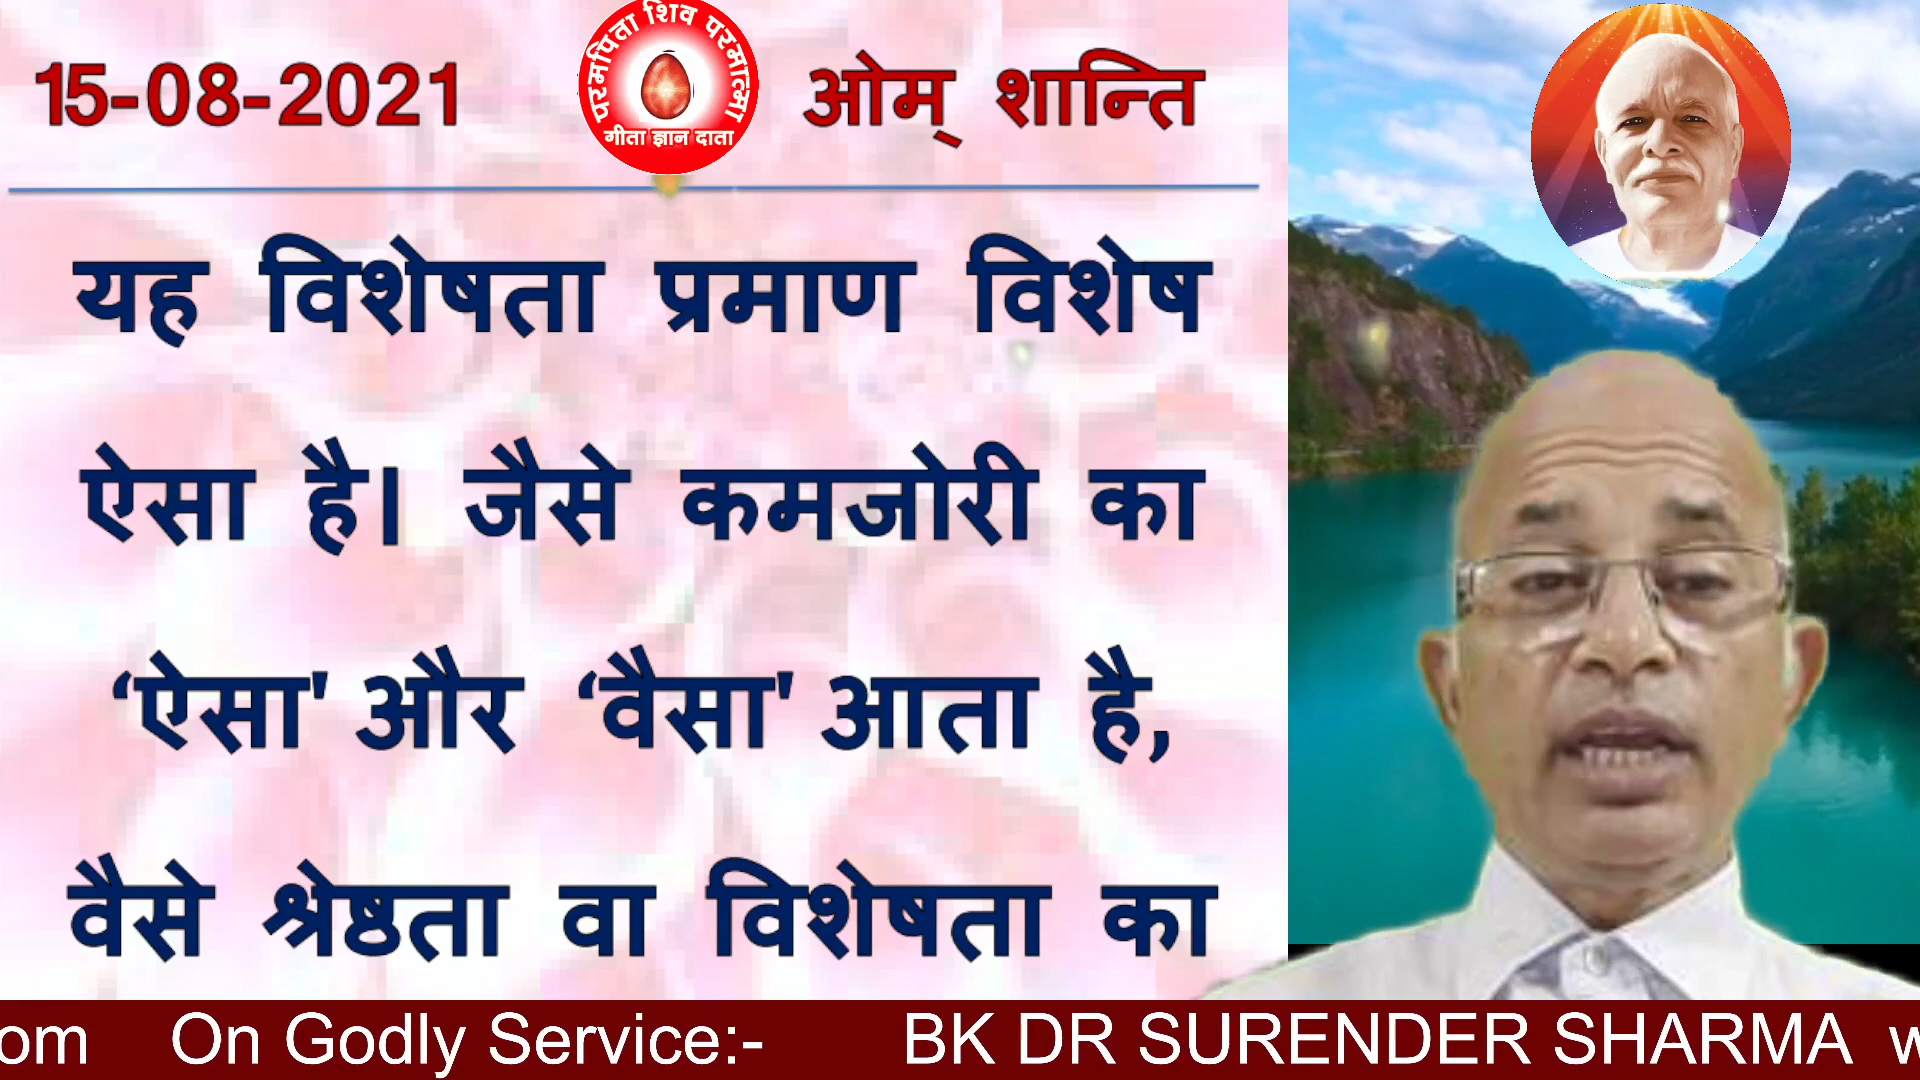 15-08-2021
परमपिता शिव परमात्मा
गीता ज्ञान दाता
ओम् शान्ति
यह विशेषता प्रमाण विशेष
ऐसा है। जैसे कमजोरी का
‘ऐसा' और ‘वैसा' आता है,
वैसे श्रेष्ठता वा विशेषता का
om On Godly Service:- BK DR SURENDER SHARMA w